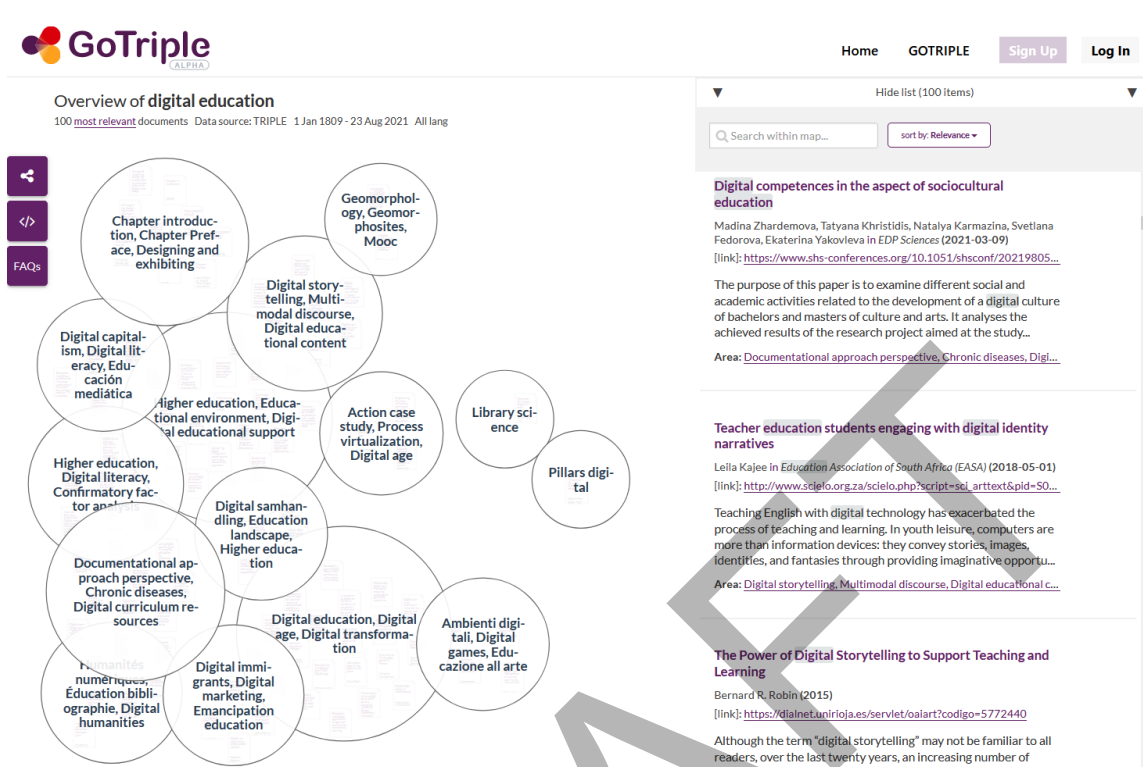 GoTriple
ALPHA
Home GOTRIPLE Sign Up Log In
Overview of digital education
100 most relevant documents Data source: TRIPLE 1 Jan 1809 - 23 Aug 2021 All lang
</>
FAQs
Chapter introduc-
tion, Chapter Pref-
ace, Designing and
exhibiting
Geomorphol-
ogy, Geomor-
phosites,
Mooc
Digital story-
telling, Multi-
modal discourse,
Digital educa-
tional content
Digital capital-
ism, Digital lit-
eracy, Edu-
cación
mediática
Higher education, Educa-
tional environment, Digi-
tal educational support
Action case
study, Process
virtualization,
Digital age
Library sci-
ence
Pillars digi-
tal
Higher education,
Digital literacy,
Confirmatory fac-
tor analysis
Digital samhan-
dling, Education
landscape,
Higher educa-
tion
Documentational ap-
proach perspective,
Chronic diseases,
Digital curriculum re-
sources
Digital education, Digital
age, Digital transforma-
tion
Ambienti digi-
tali, Digital
games, Edu-
cazione all arte
Humanités
numériques,
Éducation bibli-
ographie, Digital
humanities
Digital immi-
grants, Digital
marketing,
Emancipation
education
▼ Hide list (100 items) ▼
Search within map...
sort by: Relevance
Digital competences in the aspect of sociocultural
education
Madina Zhardemova, Tatyana Khristidis, Natalya Karmazina, Svetlana
Fedorova, Ekaterina Yakovleva in EDP Sciences (2021-03-09)
[link]: https://www.shs-conferences.org/10.1051/shsconf/20219805...
The purpose of this paper is to examine different social and
academic activities related to the development of a digital culture
of bachelors and masters of culture and arts. It analyses the
achieved results of the research project aimed at the study...
Area: Documentational approach perspective, Chronic diseases, Digi...
Teacher education students engaging with digital identity
narratives
Leila Kajee in Education Association of South Africa (EASA) (2018-05-01)
[link]: http://www.scielo.org.za/scielo.php?script=sci_arttext&pid=S0...
Teaching English with digital technology has exacerbated the
process of teaching and learning. In youth leisure, computers are
more than information devices: they convey stories, images,
identities, and fantasies through providing imaginative opportu...
Area: Digital storytelling, Multimodal discourse, Digital educational c...
The Power of Digital Storytelling to Support Teaching and
Learning
Bernard R. Robin (2015)
[link]: https://dialnet.unirioja.es/servlet/oaiart?codigo=5772440
Although the term "digital storytelling" may not be familiar to all
readers, over the last twenty years, an increasing number of